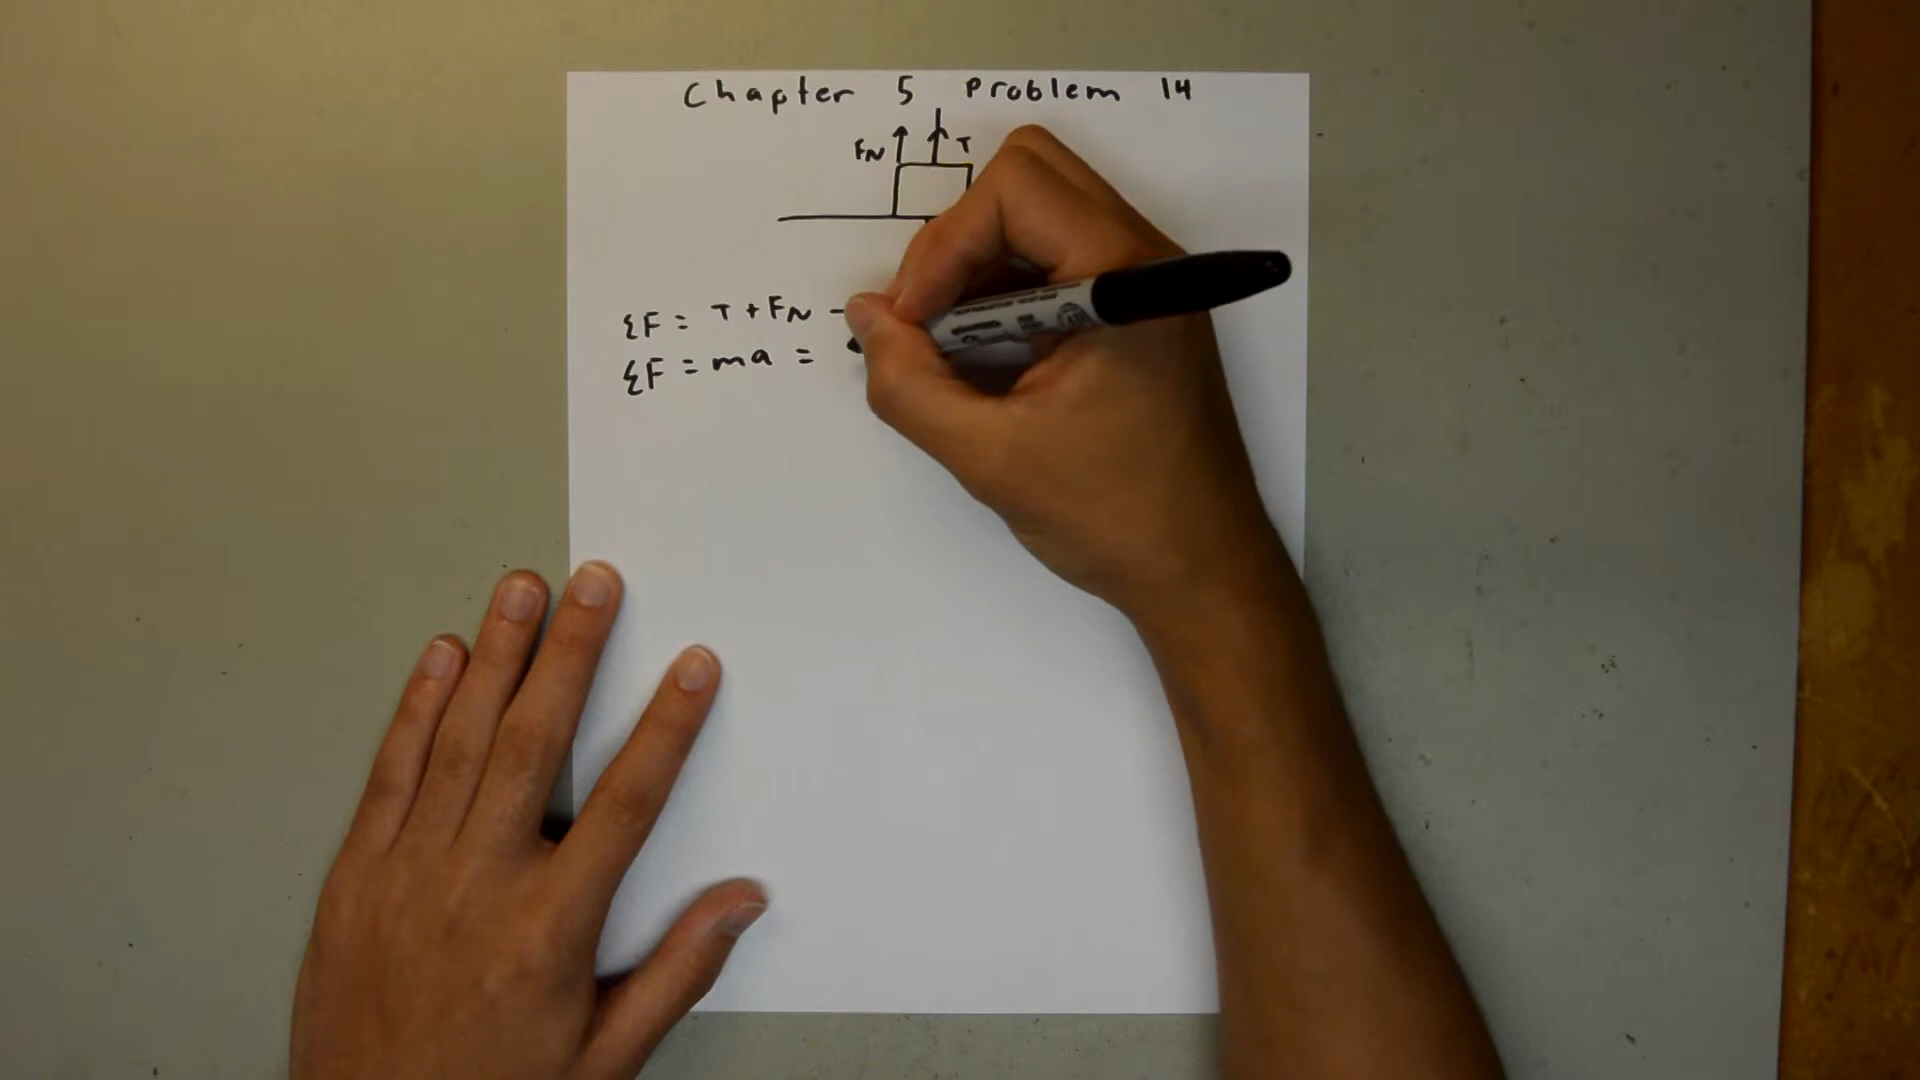 Chapter 5 Problem 14
FN T
ΣF = T + FN -
ΣF = ma =